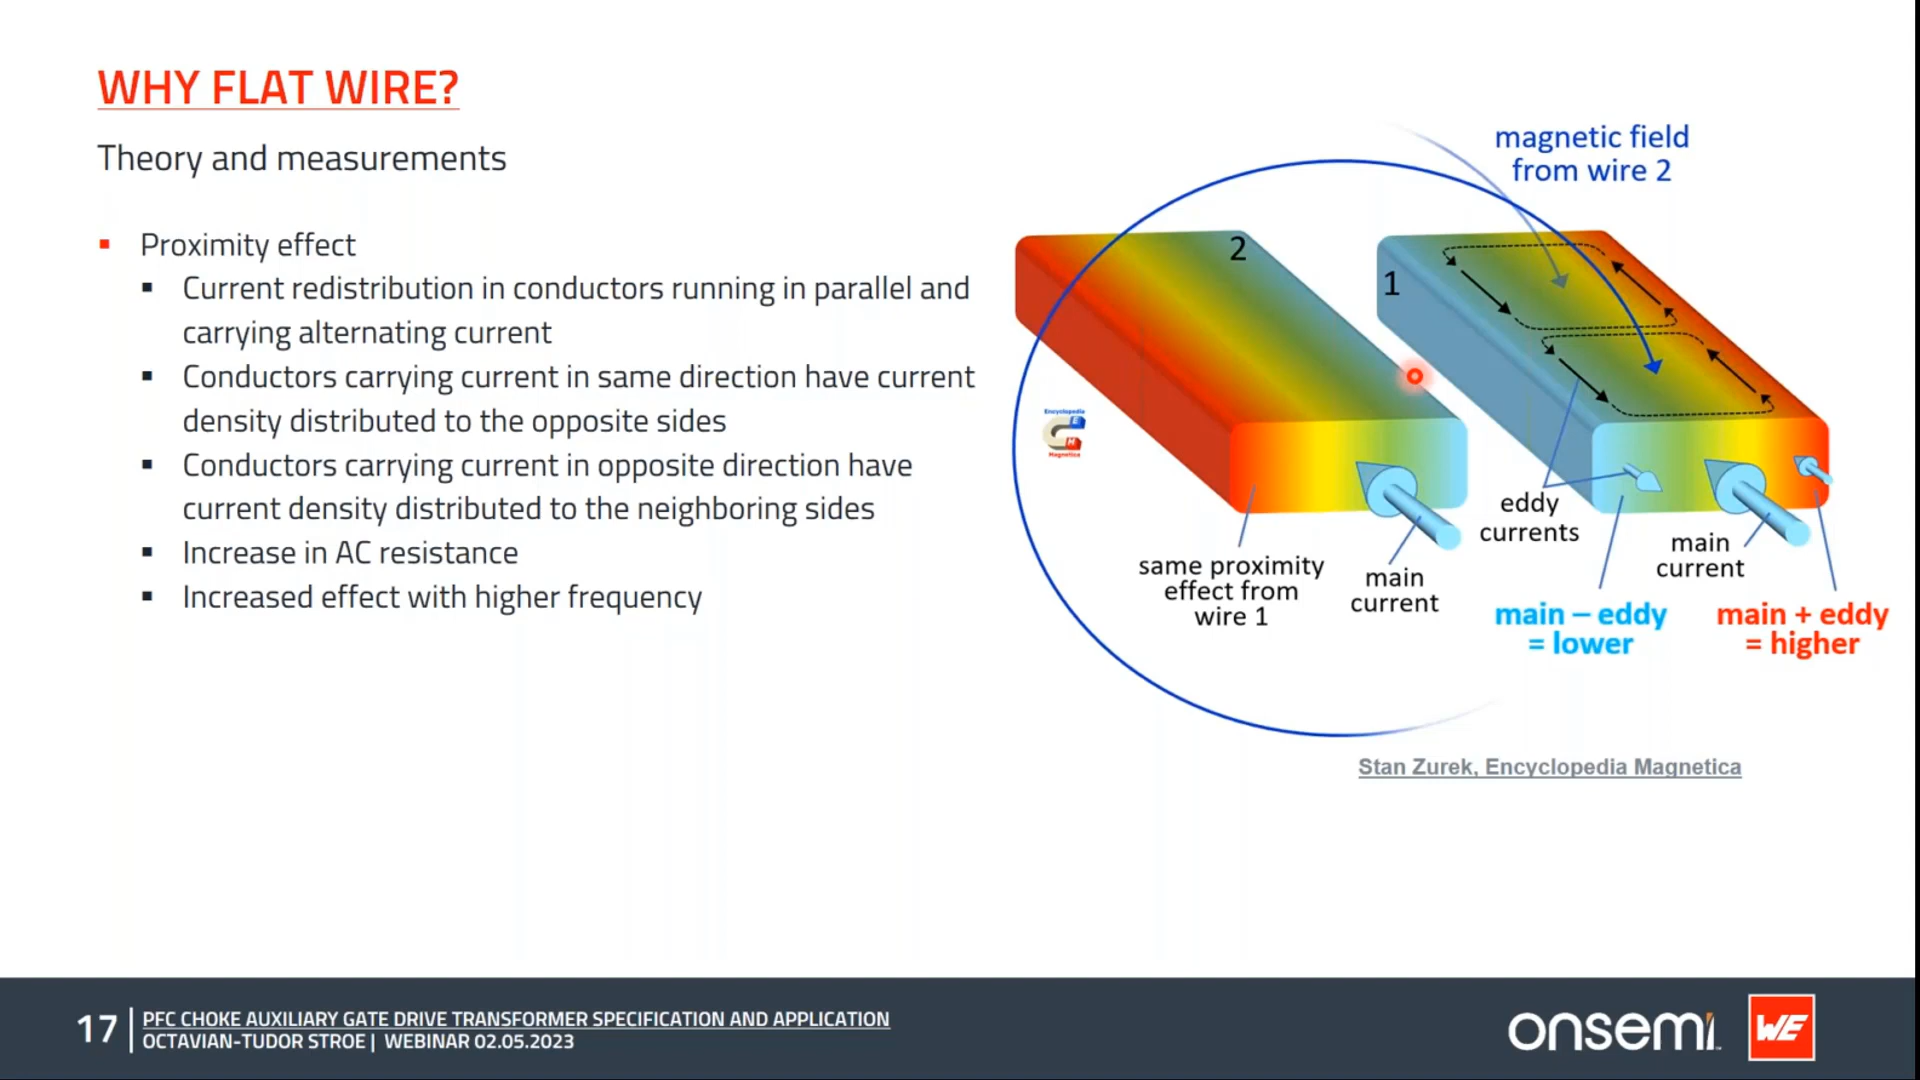 WHY FLAT WIRE?
Theory and measurements
Proximity effect
Current redistribution in conductors running in parallel and
carrying alternating current
Conductors carrying current in same direction have current
density distributed to the opposite sides
Conductors carrying current in opposite direction have
current density distributed to the neighboring sides
Increase in AC resistance
Increased effect with higher frequency
magnetic field
from wire 2
2
1
Encyclopedia
E
H
Magnetica
eddy
currents
same proximity
effect from
wire 1
main
current
main
current
main – eddy
= lower
main + eddy
= higher
Stan Zurek, Encyclopedia Magnetica
17
PFC CHOKE AUXILIARY GATE DRIVE TRANSFORMER SPECIFICATION AND APPLICATION
OCTAVIAN-TUDOR STROE | WEBINAR 02.05.2023
onsemi
WE